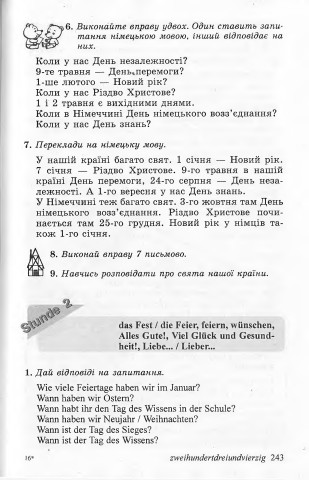 6. Виконайте вправу удвох. Один ставить запи-
тання німецькою мовою, інший відповідає на
них.
Коли у нас День незалежності?
9-те травня — День перемоги?
1-ше лютого — Новий рік?
Коли у нас Різдво Христове?
1 і 2 травня є вихідними днями.
Коли в Німеччині День німецького возз'єднання?
Коли у нас День знань?
7. Переклади на німецьку мову.
У нашій країні багато свят. 1 січня — Новий рік.
7 січня — Різдво Христове. 9-го травня в нашій
країні День перемоги, 24-го серпня — День неза-
лежності. А 1-го вересня у нас День знань.
У Німеччині теж багато свят. 3-го жовтня там День
німецького возз'єднання. Різдво Христове почи-
нається там 25-го грудня. Новий рік у німців та-
кож 1-го січня.
8. Виконай вправу 7 письмово.
9. Навчись розповідати про свята нашої країни.
Stunde 2
das Fest / die Feier, feiern, wünschen,
Alles Gute!, Viel Glück und Gesund-
heit!, Liebe... / Lieber...
1. Дай відповіді на запитання.
Wie viele Feiertage haben wir im Januar?
Wann haben wir Ostern?
Wann habt ihr den Tag des Wissens in der Schule?
Wann haben wir Neujahr / Weihnachten?
Wann ist der Tag des Sieges?
Wann ist der Tag des Wissens?
16* zweihundertdreiundvierzig 243